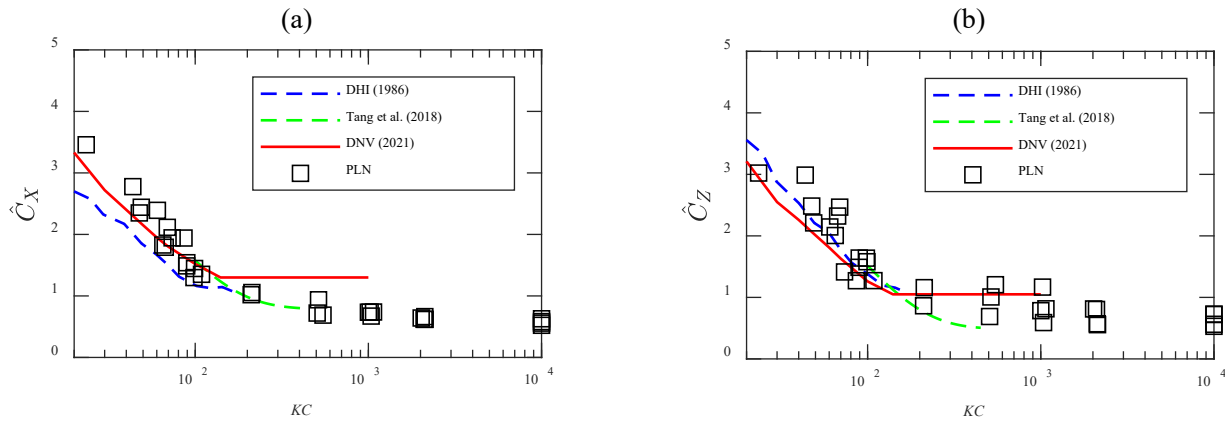 (a)
5
4
3
2
1
0
Ĉ_X
DHI (1986)
Tang et al. (2018)
DNV (2021)
PLN
10^2
10^3
10^4
KC
(b)
5
4
3
2
1
0
Ĉ_Z
DHI (1986)
Tang et al. (2018)
DNV (2021)
PLN
10^2
10^3
10^4
KC